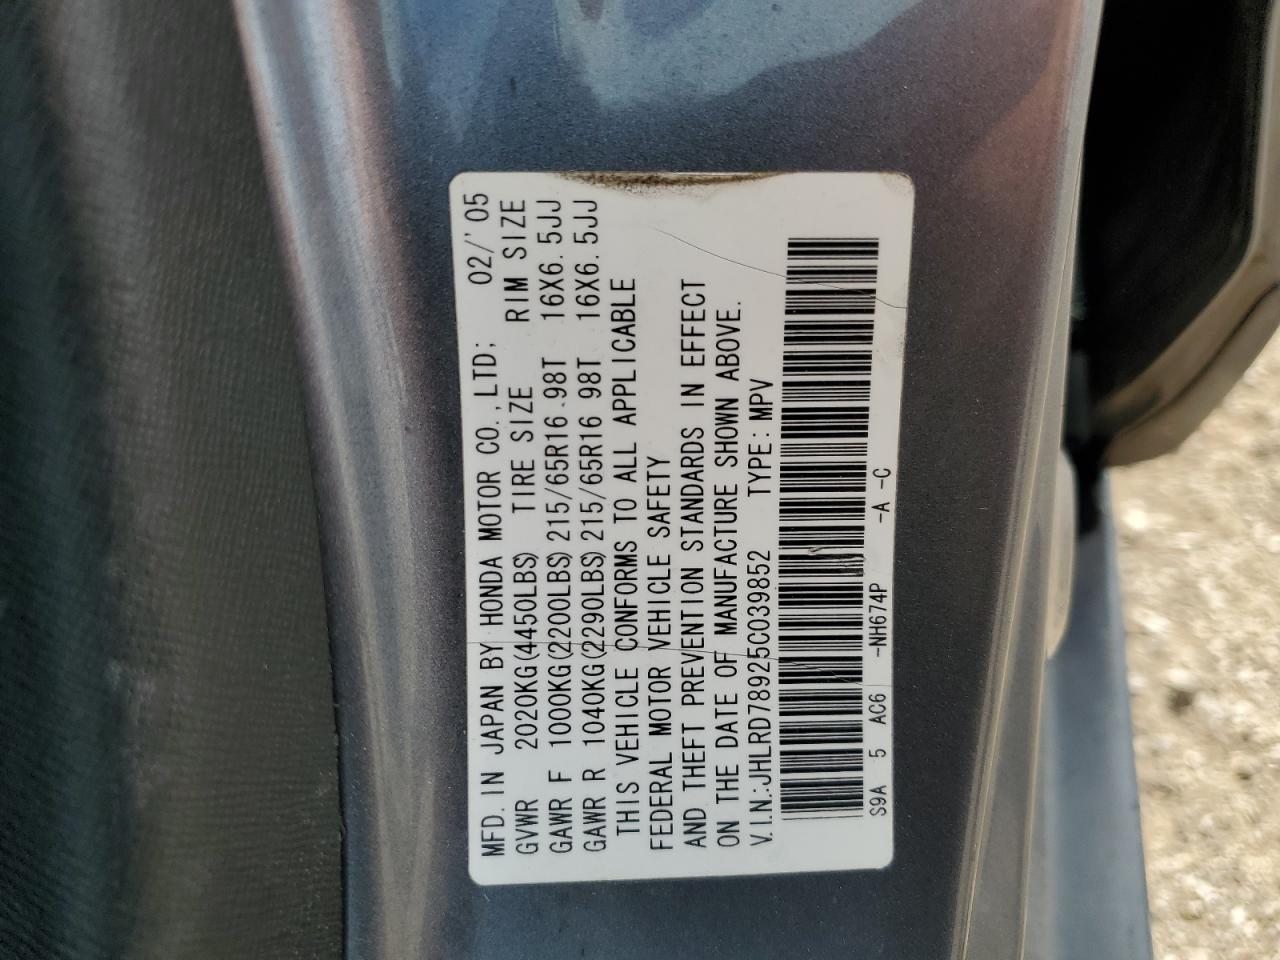 MFD. IN JAPAN BY HONDA MOTOR CO., LTD; 02/'05
GVWR 2020KG(4450LBS) TIRE SIZE RIM SIZE
GAWR F 1000KG(2200LBS) 215/65R16 98T 16X6.5JJ
GAWR R 1040KG(2290LBS) 215/65R16 98T 16X6.5JJ
THIS VEHICLE CONFORMS TO ALL APPLICABLE
FEDERAL MOTOR VEHICLE SAFETY
AND THEFT PREVENTION STANDARDS IN EFFECT
ON THE DATE OF MANUFACTURE SHOWN ABOVE.
V.I.N.:JHLRD78925C039852 TYPE: MPV
S9A 5 AC6 -NH674P -A -C